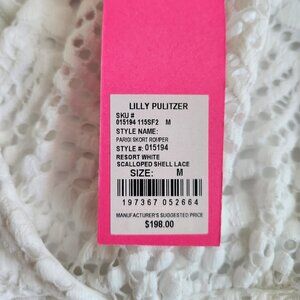 LILLY PULITZER
SKU #
015194 115SF2 M
STYLE NAME:
PARIGI SKORT ROMPER
STYLE #: 015194
RESORT WHITE
SCALLOPED SHELL LACE
SIZE: M
197367 052664
MANUFACTURER'S SUGGESTED PRICE
$198.00